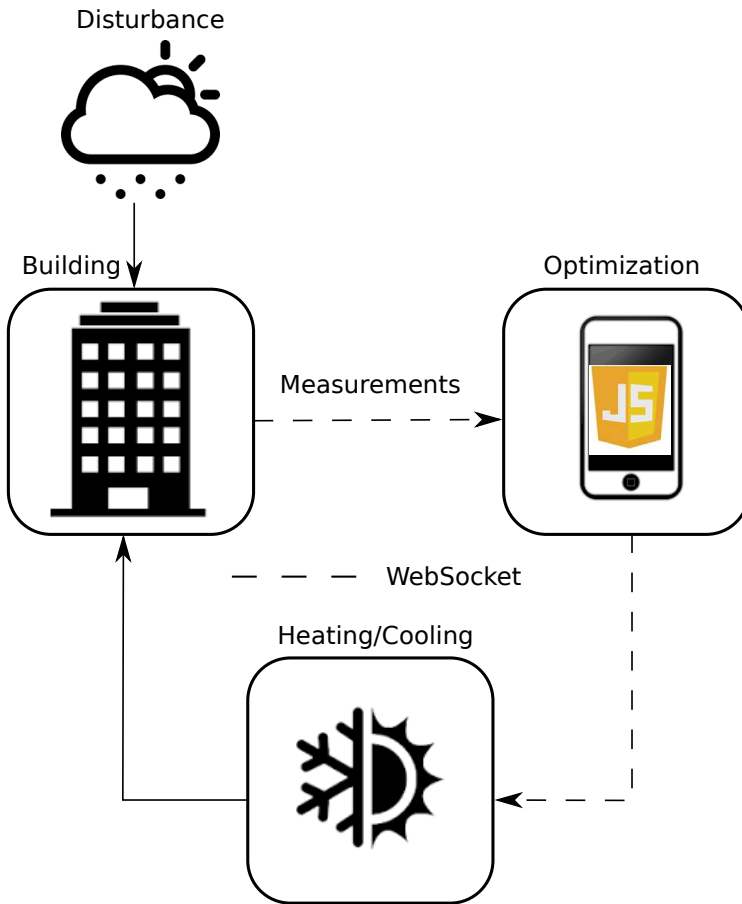 Disturbance
Building
Optimization
Measurements
JS
WebSocket
Heating/Cooling